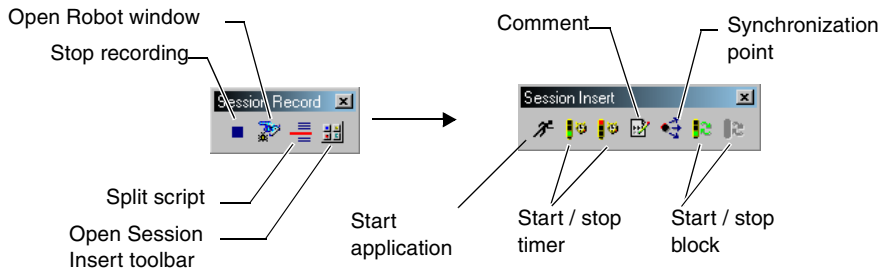 Open Robot window
Stop recording
Session Record
Split script
Open Session
Insert toolbar
Comment
Synchronization
point
Session Insert
Start
application
Start / stop
timer
Start / stop
block